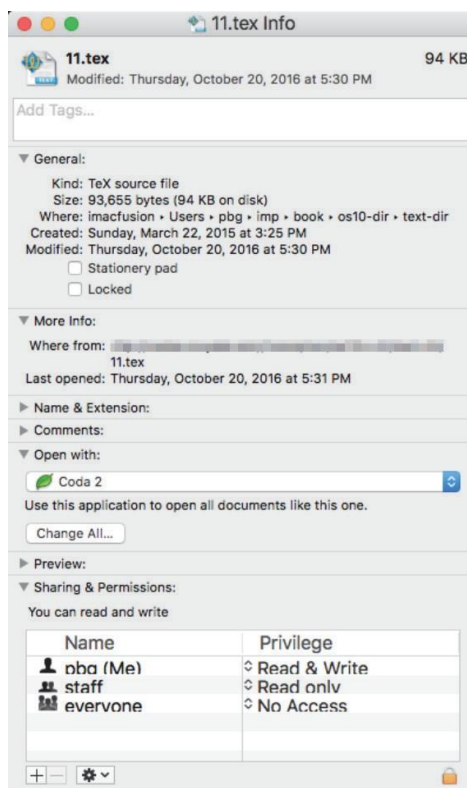 11.tex Info
11.tex 94 KB
Modified: Thursday, October 20, 2016 at 5:30 PM
Add Tags...
General:
Kind: TeX source file
Size: 93,655 bytes (94 KB on disk)
Where: imacfusion ‣ Users ‣ pbg ‣ imp ‣ book ‣ os10-dir ‣ text-dir
Created: Sunday, March 22, 2015 at 3:25 PM
Modified: Thursday, October 20, 2016 at 5:30 PM
Stationery pad
Locked
More Info:
Where from:
11.tex
Last opened: Thursday, October 20, 2016 at 5:31 PM
Name & Extension:
Comments:
Open with:
Coda 2
Use this application to open all documents like this one.
Change All...
Preview:
Sharing & Permissions:
You can read and write
Name Privilege
pbg (Me) Read & Write
staff Read only
everyone No Access